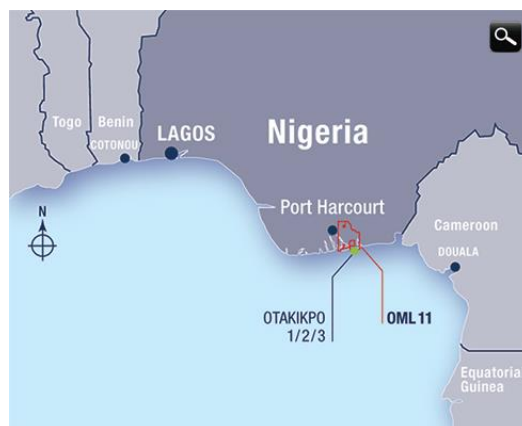 Togo
Benin
COTONOU
LAGOS
Nigeria
Port Harcourt
Cameroon
DOUALA
N
OTAKIKPO
1/2/3
OML 11
Equatoria
Guinea